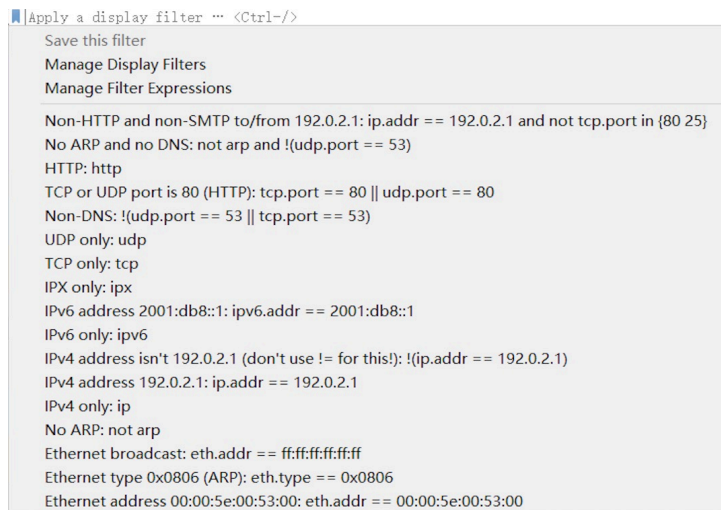 Apply a display filter … <Ctrl-/>
Save this filter
Manage Display Filters
Manage Filter Expressions
Non-HTTP and non-SMTP to/from 192.0.2.1: ip.addr == 192.0.2.1 and not tcp.port in {80 25}
No ARP and no DNS: not arp and !(udp.port == 53)
HTTP: http
TCP or UDP port is 80 (HTTP): tcp.port == 80 || udp.port == 80
Non-DNS: !(udp.port == 53 || tcp.port == 53)
UDP only: udp
TCP only: tcp
IPX only: ipx
IPv6 address 2001:db8::1: ipv6.addr == 2001:db8::1
IPv6 only: ipv6
IPv4 address isn't 192.0.2.1 (don't use != for this!): !(ip.addr == 192.0.2.1)
IPv4 address 192.0.2.1: ip.addr == 192.0.2.1
IPv4 only: ip
No ARP: not arp
Ethernet broadcast: eth.addr == ff:ff:ff:ff:ff:ff
Ethernet type 0x0806 (ARP): eth.type == 0x0806
Ethernet address 00:00:5e:00:53:00: eth.addr == 00:00:5e:00:53:00